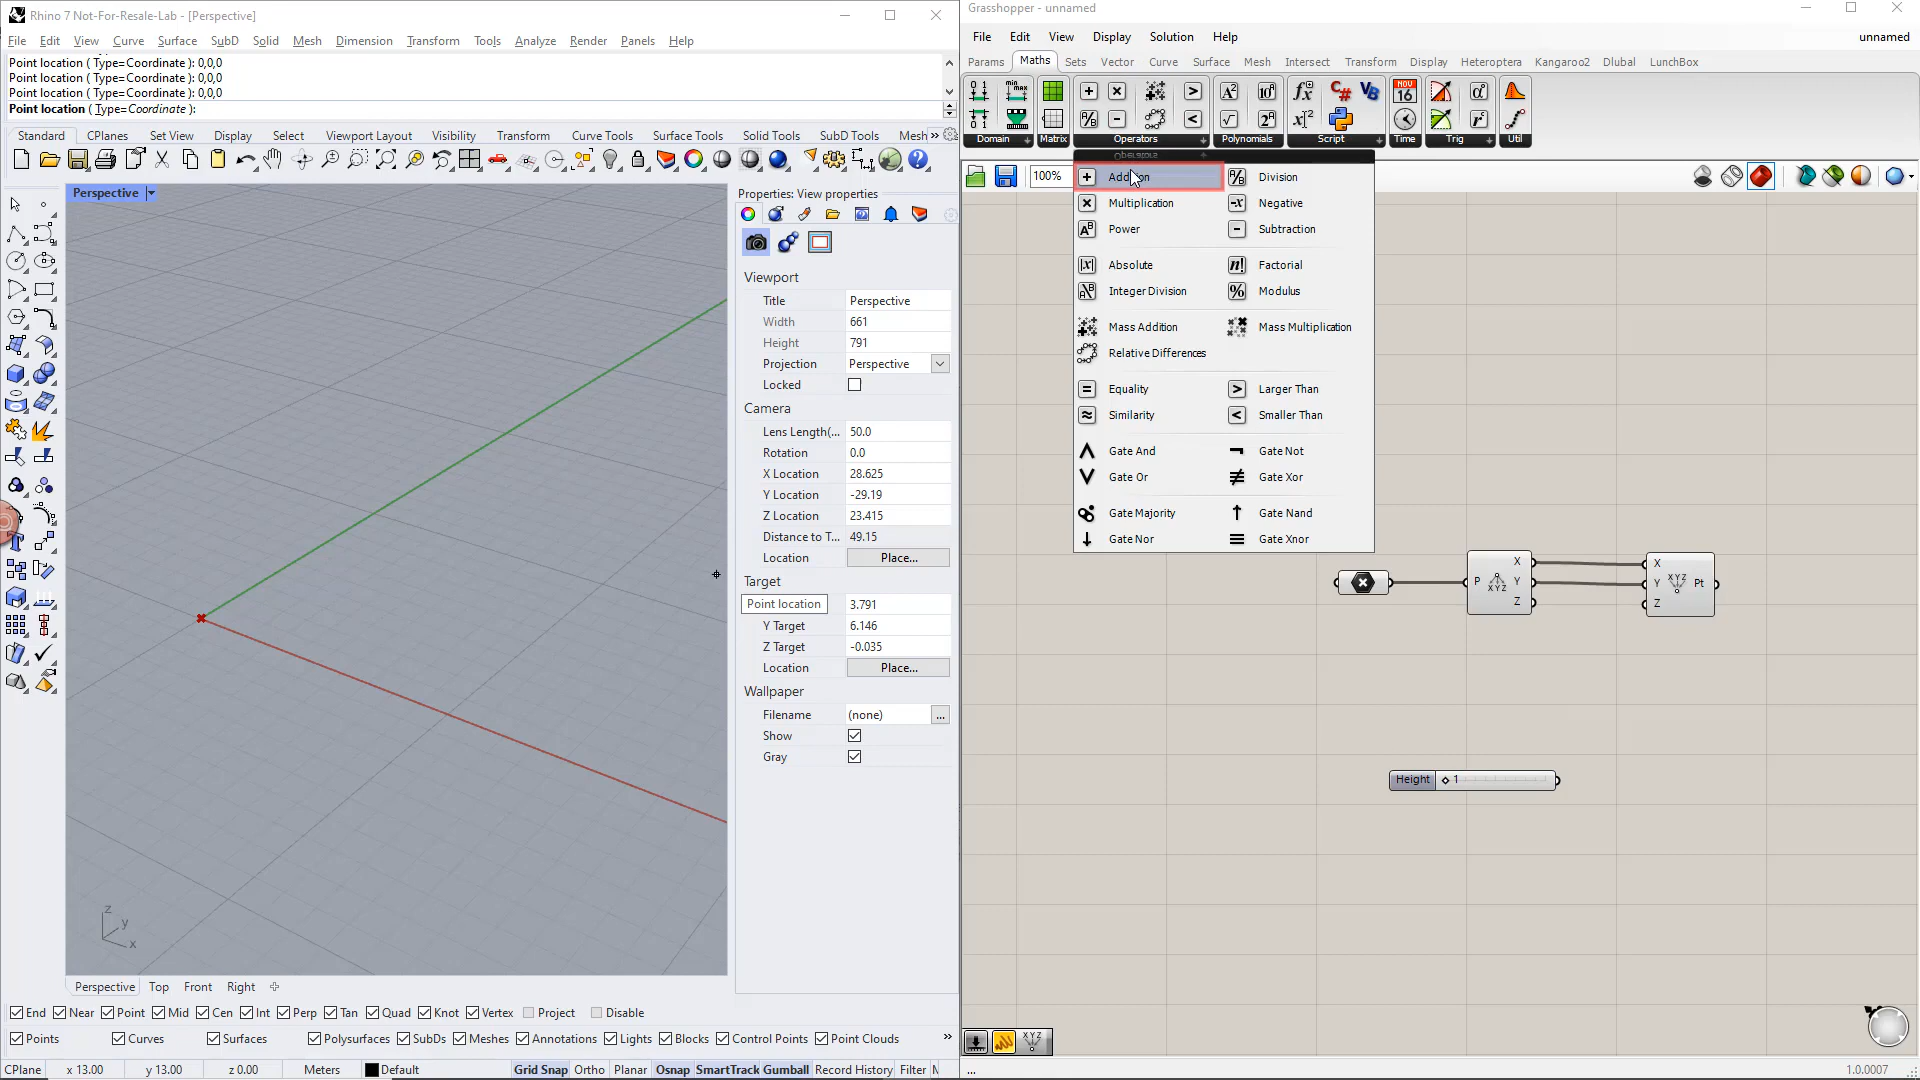 Rhino 7 Not-For-Resale-Lab - [Perspective]
File Edit View Curve Surface SubD Solid Mesh Dimension Transform Tools Analyze Render Panels Help
Point location ( Type=Coordinate ): 0,0,0
Point location ( Type=Coordinate ): 0,0,0
Point location ( Type=Coordinate ): 0,0,0
Point location ( Type=Coordinate ):
Standard CPlanes Set View Display Select Viewport Layout Visibility Transform Curve Tools Surface Tools Solid Tools SubD Tools Mesh »
Perspective
Properties: View properties
Viewport
Title Perspective
Width 661
Height 791
Projection Perspective
Locked
Camera
Lens Length(... 50.0
Rotation 0.0
X Location 28.625
Y Location -29.19
Z Location 23.415
Distance to T... 49.15
Location Place...
Target
Point location 3.791
Y Target 6.146
Z Target -0.035
Location Place...
Wallpaper
Filename (none) ...
Show
Gray
z
y
x
Perspective Top Front Right
End Near Point Mid Cen Int Perp Tan Quad Knot Vertex Project Disable
Points Curves Surfaces Polysurfaces SubDs Meshes Annotations Lights Blocks Control Points Point Clouds »
CPlane x 13.00 y 13.00 z 0.00 Meters Default Grid Snap Ortho Planar Osnap SmartTrack Gumball Record History Filter
Grasshopper - unnamed
File Edit View Display Solution Help unnamed
Params Maths Sets Vector Curve Surface Mesh Intersect Transform Display Heteroptera Kangaroo2 Dlubal LunchBox
Domain Matrix Operators Polynomials Script Time Trig Util
100%
Operators
Division
Multiplication Negative
Power Subtraction
Absolute Factorial
Integer Division Modulus
Mass Addition Mass Multiplication
Relative Differences
Equality Larger Than
Similarity Smaller Than
Gate And Gate Not
Gate Or Gate Xor
Gate Majority Gate Nand
Gate Nor Gate Xnor
P XYZ X Y Z
X Y Z XYZ Pt
Height 1
XYZ
... 1.0.0007